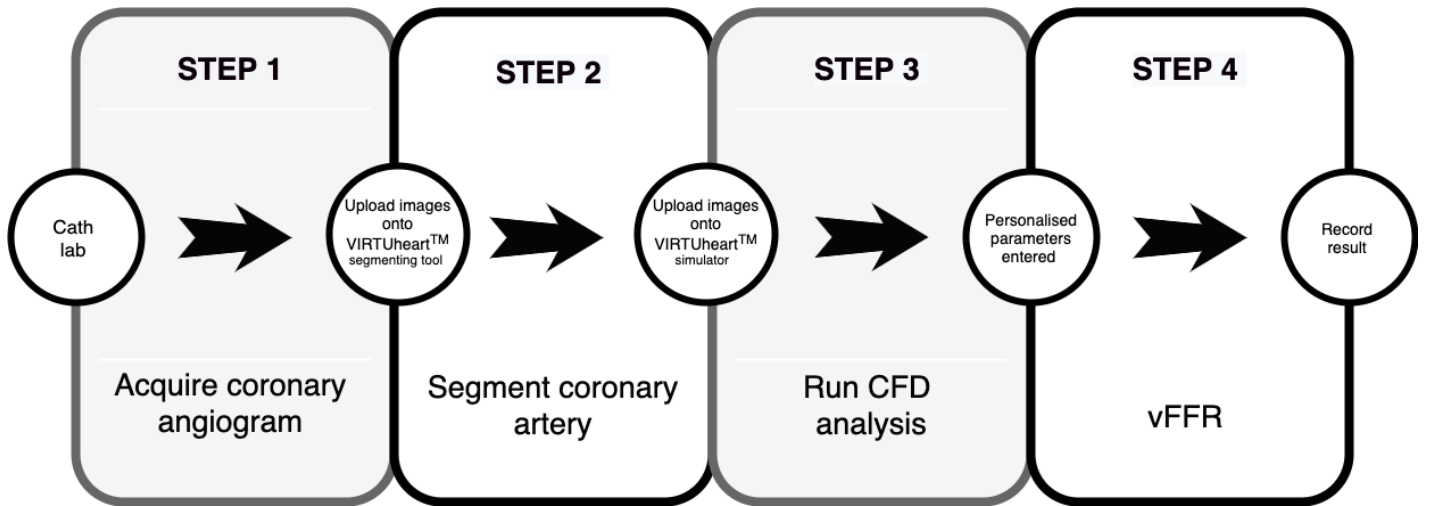 STEP 1
STEP 2
STEP 3
STEP 4
Cath
lab
Upload images
onto
VIRTUheart™
segmenting tool
Upload images
onto
VIRTUheart™
simulator
Personalised
parameters
entered
Record
result
Acquire coronary
angiogram
Segment coronary
artery
Run CFD
analysis
vFFR